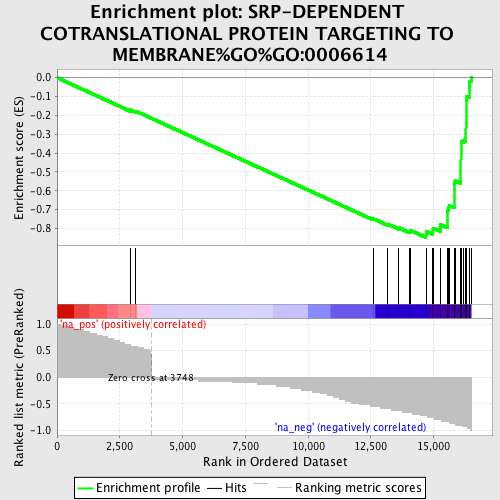 Enrichment plot: SRP-DEPENDENT
COTRANSLATIONAL PROTEIN TARGETING TO
MEMBRANE%GO%GO:0006614
Enrichment score (ES)
0.0
-0.1
-0.2
-0.3
-0.4
-0.5
-0.6
-0.7
-0.8
'na_pos' (positively correlated)
Ranked list metric (PreRanked)
1.0
0.5
0.0
-0.5
-1.0
Zero cross at 3748
'na_neg' (negatively correlated)
0
2,500
5,000
7,500
10,000
12,500
15,000
Rank in Ordered Dataset
Enrichment profile
Hits
Ranking metric scores